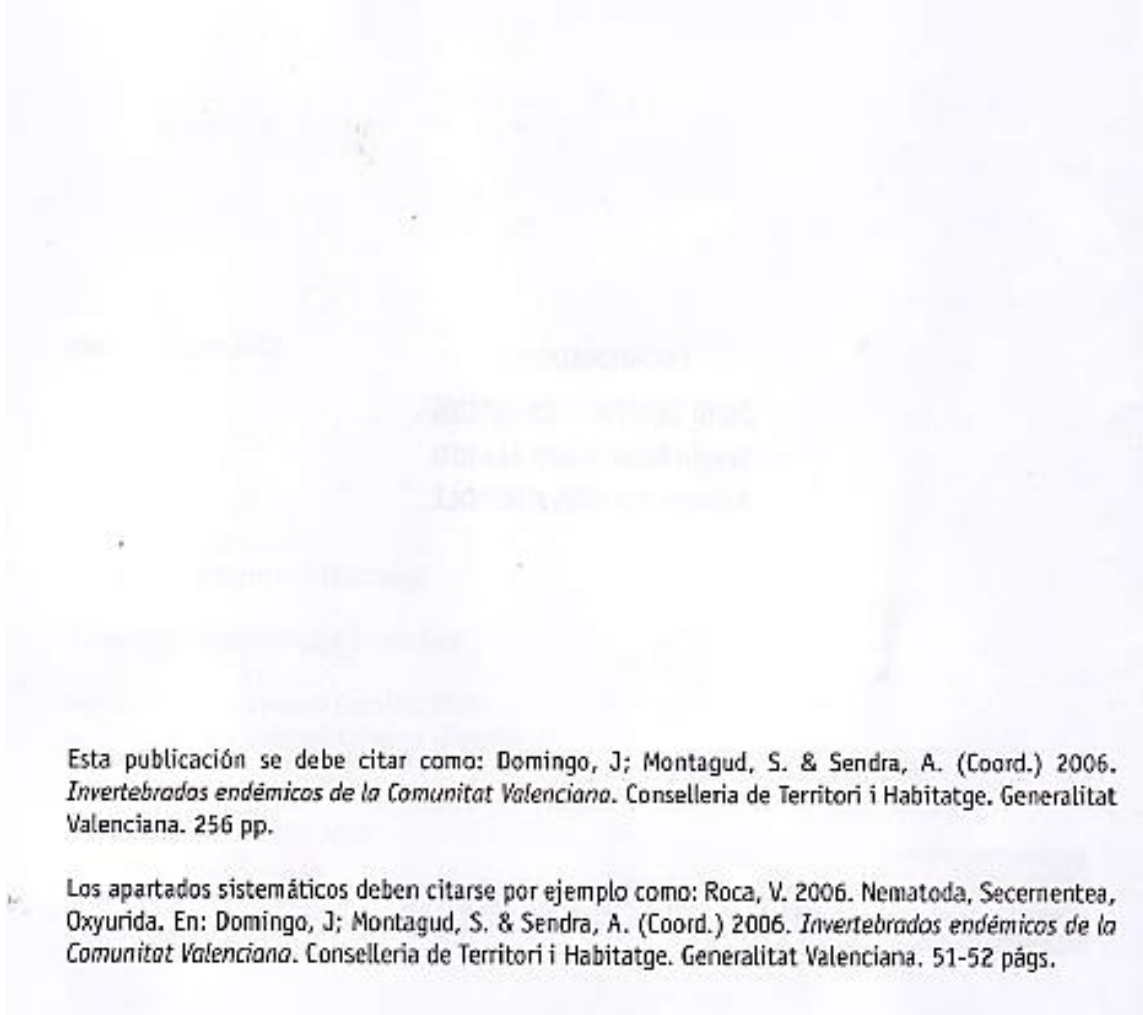 Esta publicación se debe citar como: Domingo, J; Montagud, S. & Sendra, A. (Coord.) 2006.
Invertebrados endémicos de la Comunitat Valenciana. Conselleria de Territori i Habitatge. Generalitat
Valenciana. 256 pp.
Los apartados sistemáticos deben citarse por ejemplo como: Roca, V. 2006. Nematoda, Secernentea,
Oxyurida. En: Domingo, J; Montagud, S. & Sendra, A. (Coord.) 2006. Invertebrados endémicos de la
Comunitat Valenciana. Conselleria de Territori i Habitatge. Generalitat Valenciana. 51-52 págs.